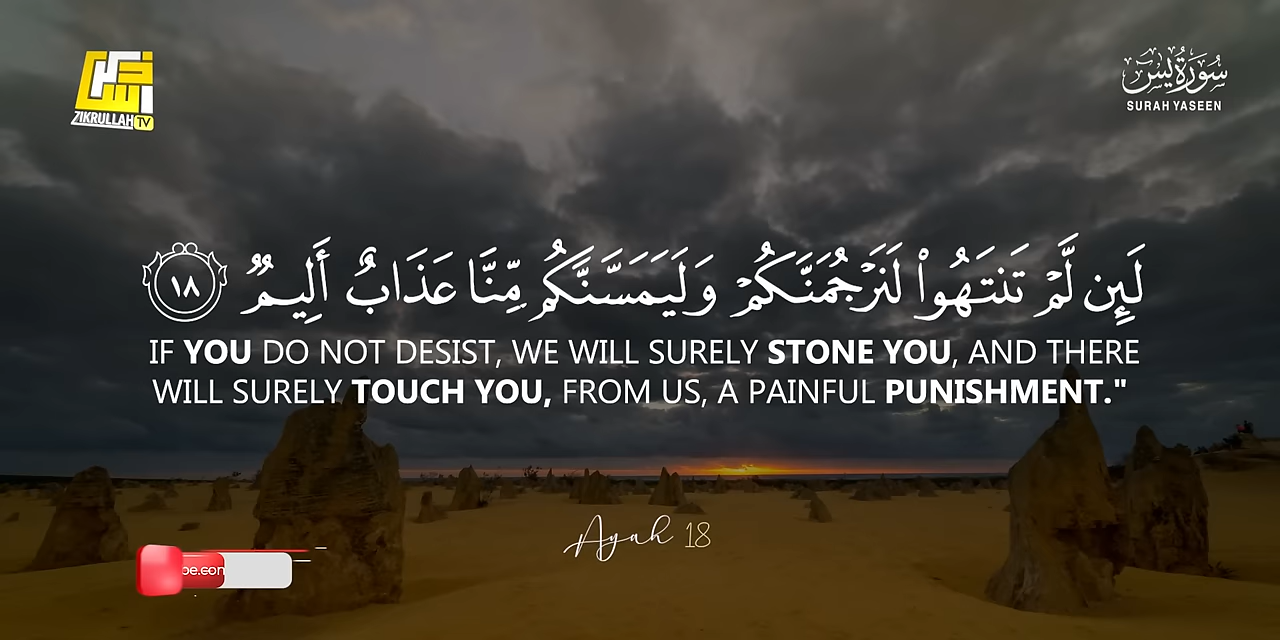 ZIKRULLAH TV
سُورَةُ يٰسٓ
SURAH YASEEN
لَئِن لَّمْ تَنتَهُوا۟ لَنَرْجُمَنَّكُمْ وَلَيَمَسَّنَّكُم مِّنَّا عَذَابٌ أَلِيمٌ ١٨
IF YOU DO NOT DESIST, WE WILL SURELY STONE YOU, AND THERE
WILL SURELY TOUCH YOU, FROM US, A PAINFUL PUNISHMENT."
Ayah 18